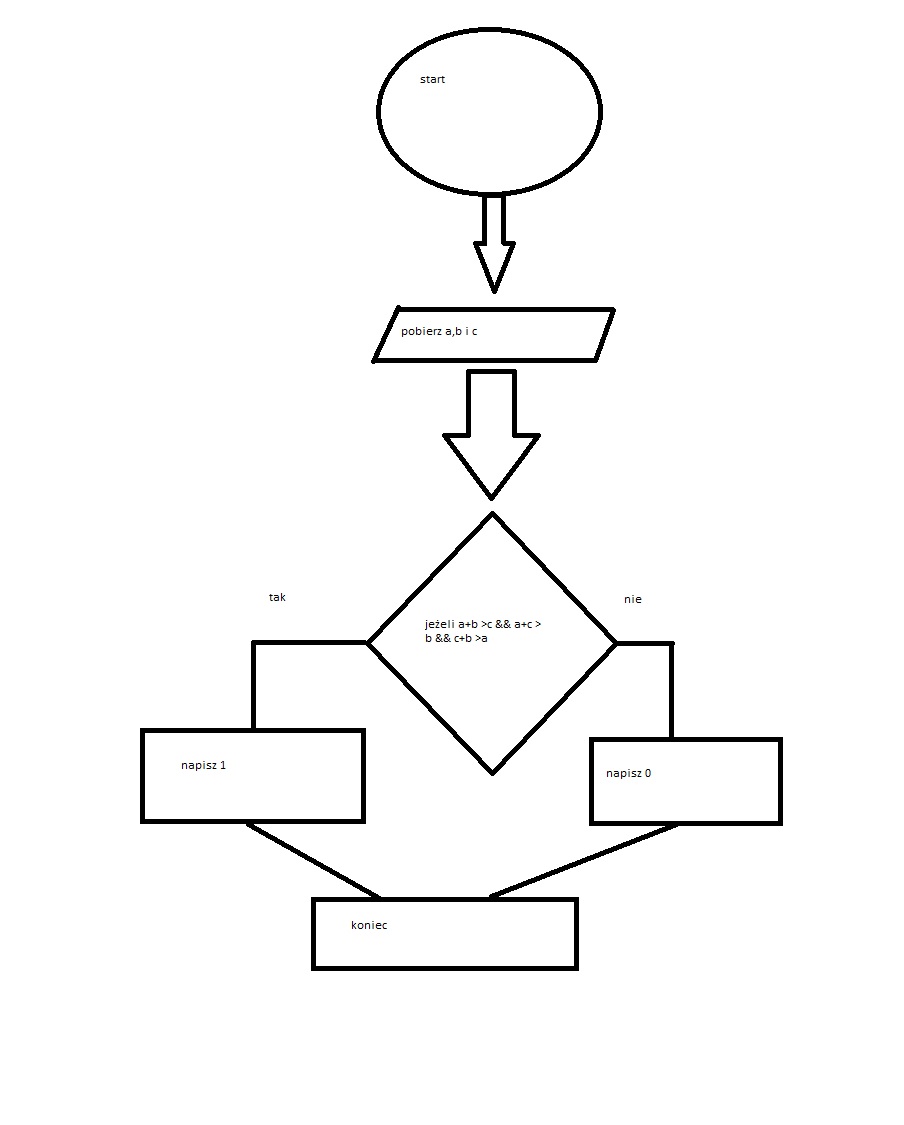 start
pobierz a,b i c
tak
nie
jeżeli a+b >c && a+c >
b && c+b >a
napisz 1
napisz 0
koniec